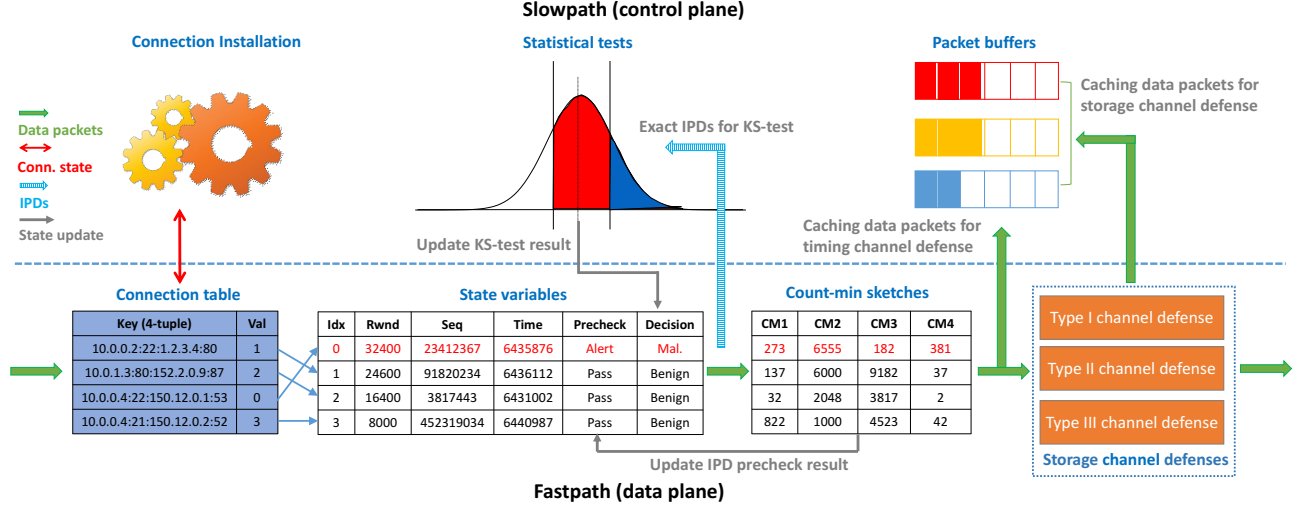 Slowpath (control plane)
Connection Installation
Statistical tests
Packet buffers
Data packets
Conn. state
IPDs
State update
Exact IPDs for KS-test
Caching data packets for
storage channel defense
Update KS-test result
Caching data packets for
timing channel defense
Connection table
Key (4-tuple) Val
10.0.0.2:22:1.2.3.4:80 1
10.0.1.3:80:152.2.0.9:87 2
10.0.0.4:22:150.12.0.1:53 0
10.0.0.4:21:150.12.0.2:52 3
State variables
Idx Rwnd Seq Time Precheck Decision
0 32400 23412367 6435876 Alert Mal.
1 24600 91820234 6436112 Pass Benign
2 16400 3817443 6431002 Pass Benign
3 8000 452319034 6440987 Pass Benign
Count-min sketches
CM1 CM2 CM3 CM4
273 6555 182 381
137 6000 9182 37
32 2048 3817 2
822 1000 4523 42
Type I channel defense
Type II channel defense
Type III channel defense
Storage channel defenses
Update IPD precheck result
Fastpath (data plane)